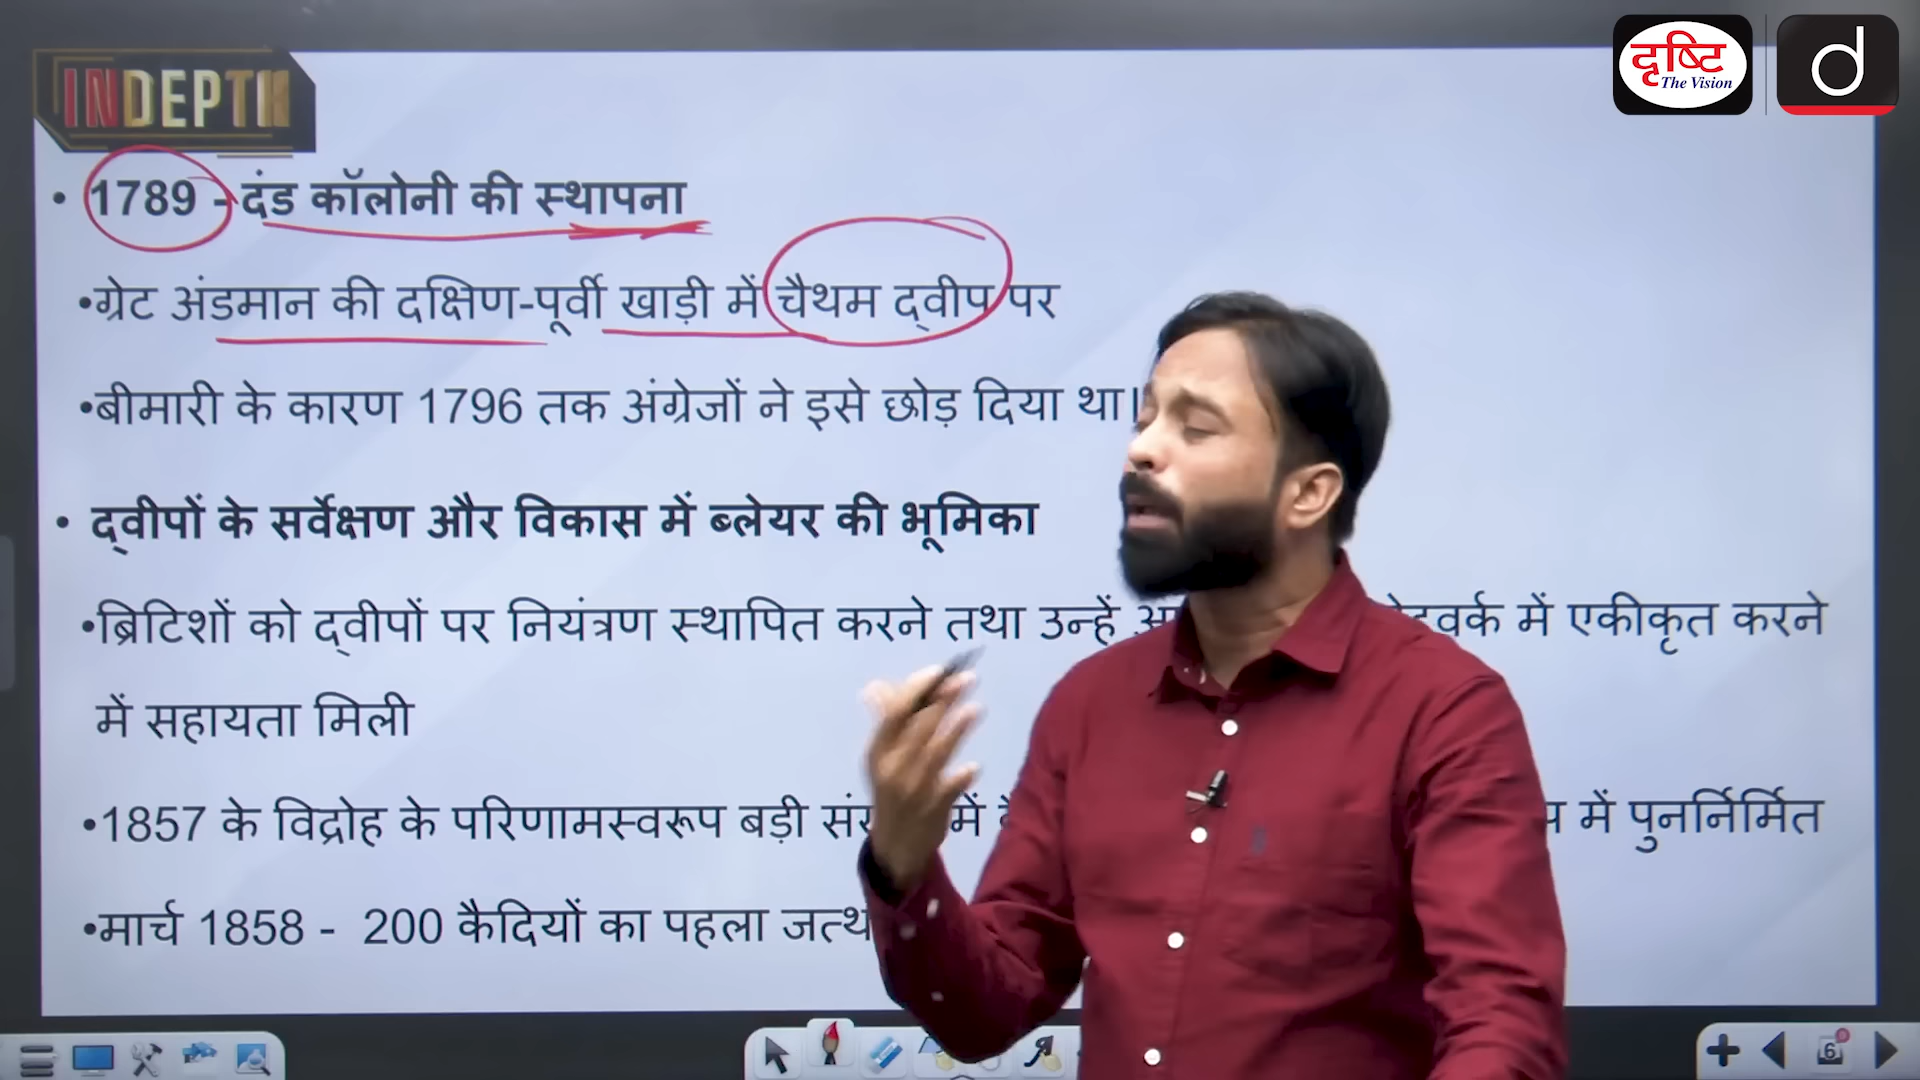 दृष्टि
The Vision
d
INDEPTH
• 1789 - दंड कॉलोनी की स्थापना
•ग्रेट अंडमान की दक्षिण-पूर्वी खाड़ी में चैथम द्वीप पर
•बीमारी के कारण 1796 तक अंग्रेजों ने इसे छोड़ दिया था।
• द्वीपों के सर्वेक्षण और विकास में ब्लेयर की भूमिका
•ब्रिटिशों को द्वीपों पर नियंत्रण स्थापित करने तथा उन्हें में एकीकृत करने
में सहायता मिली
•1857 के विद्रोह के परिणामस्वरूप बड़ी में में पुनर्निर्मित
•मार्च 1858 - 200 कैदियों का पहला
6